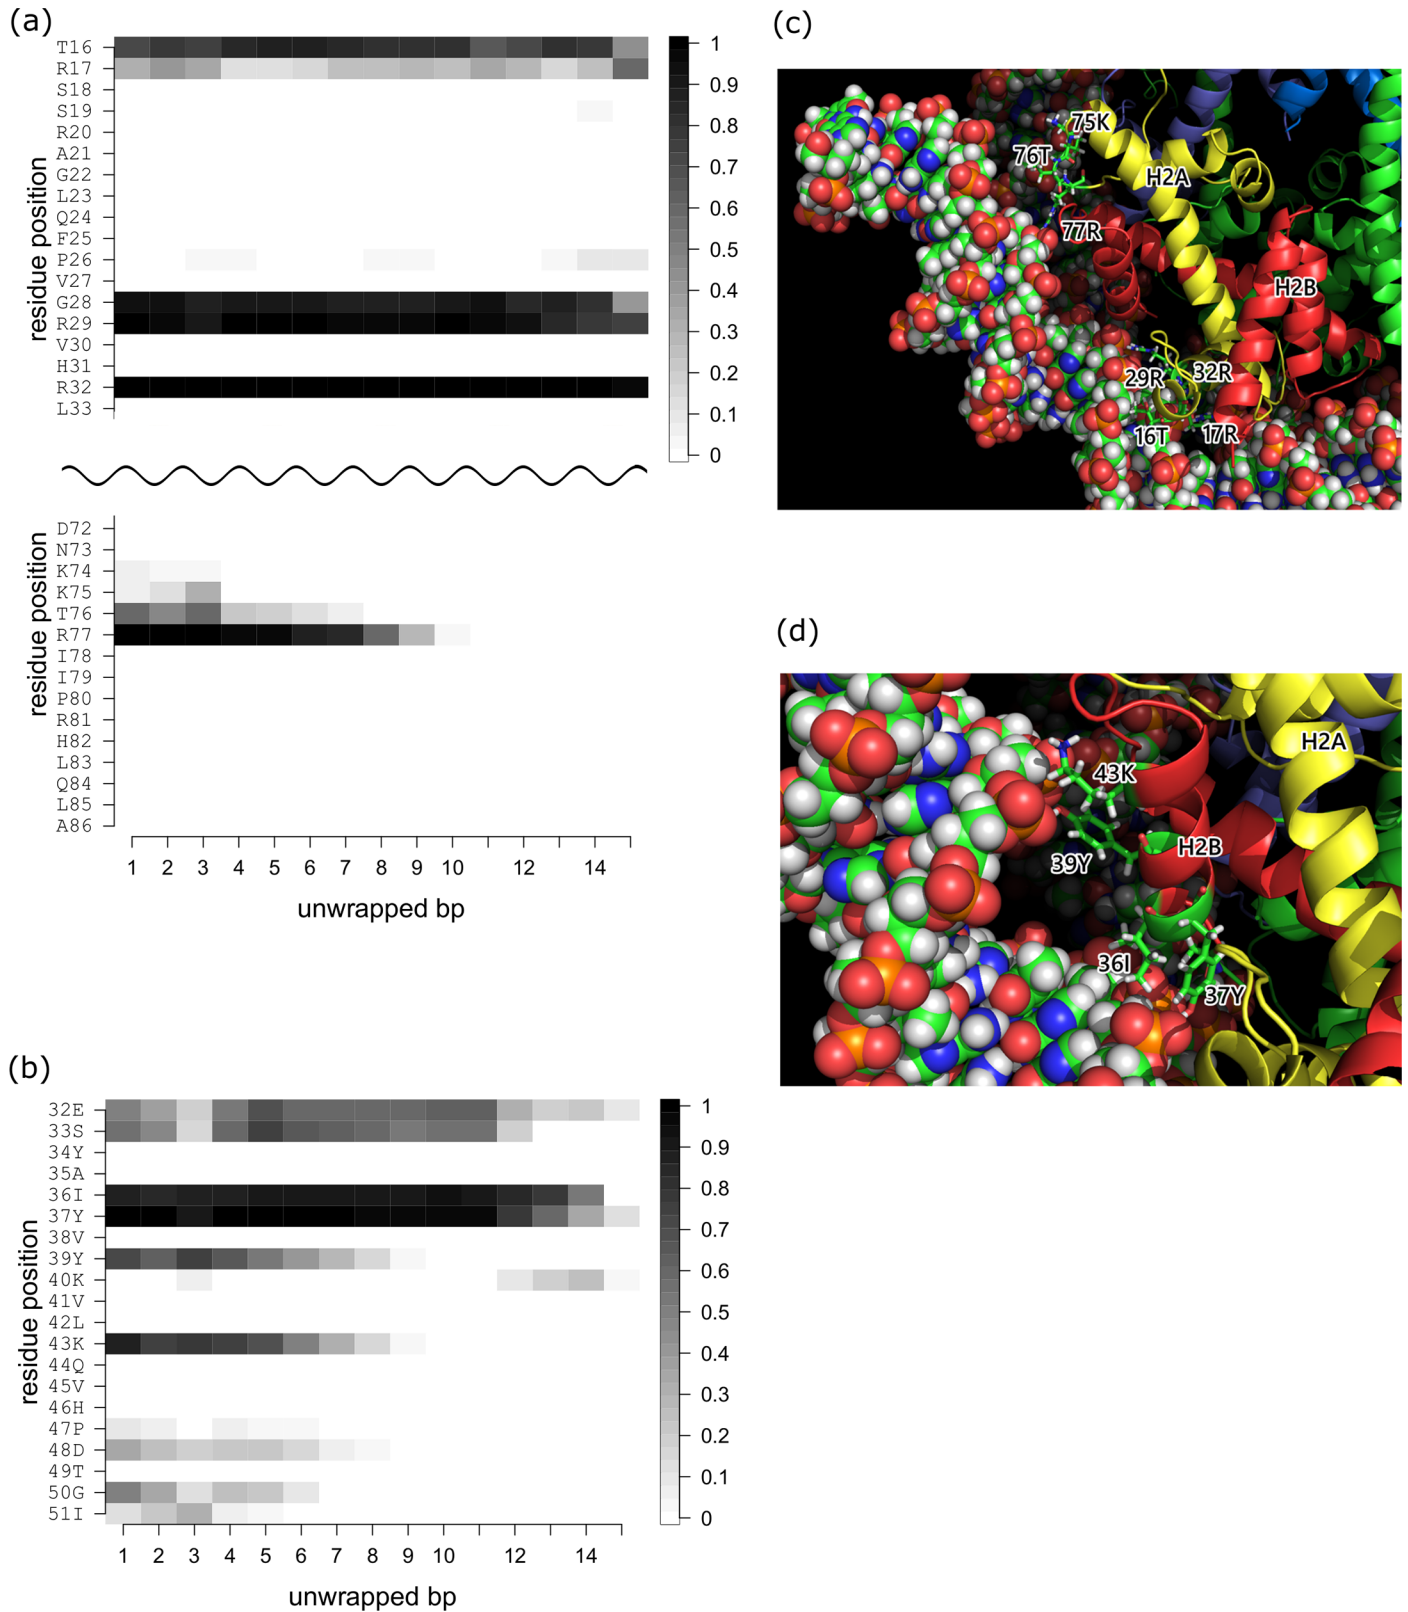 (a)
T16
R17
S18
S19
R20
A21
G22
L23
Q24
F25
P26
V27
G28
R29
V30
H31
R32
L33
residue position
1
0.9
0.8
0.7
0.6
0.5
0.4
0.3
0.2
0.1
0
D72
N73
K74
K75
T76
R77
I78
I79
P80
R81
H82
L83
Q84
L85
A86
residue position
1 2 3 4 5 6 7 8 9 10 12 14
unwrapped bp
(b)
32E
33S
34Y
35A
36I
37Y
38V
39Y
40K
41V
42L
43K
44Q
45V
46H
47P
48D
49T
50G
51I
residue position
1
0.9
0.8
0.7
0.6
0.5
0.4
0.3
0.2
0.1
0
1 2 3 4 5 6 7 8 9 10 12 14
unwrapped bp
(c)
75K
76T
H2A
77R
H2B
29R
32R
16T
17R
(d)
H2A
43K
H2B
39Y
36I
37Y